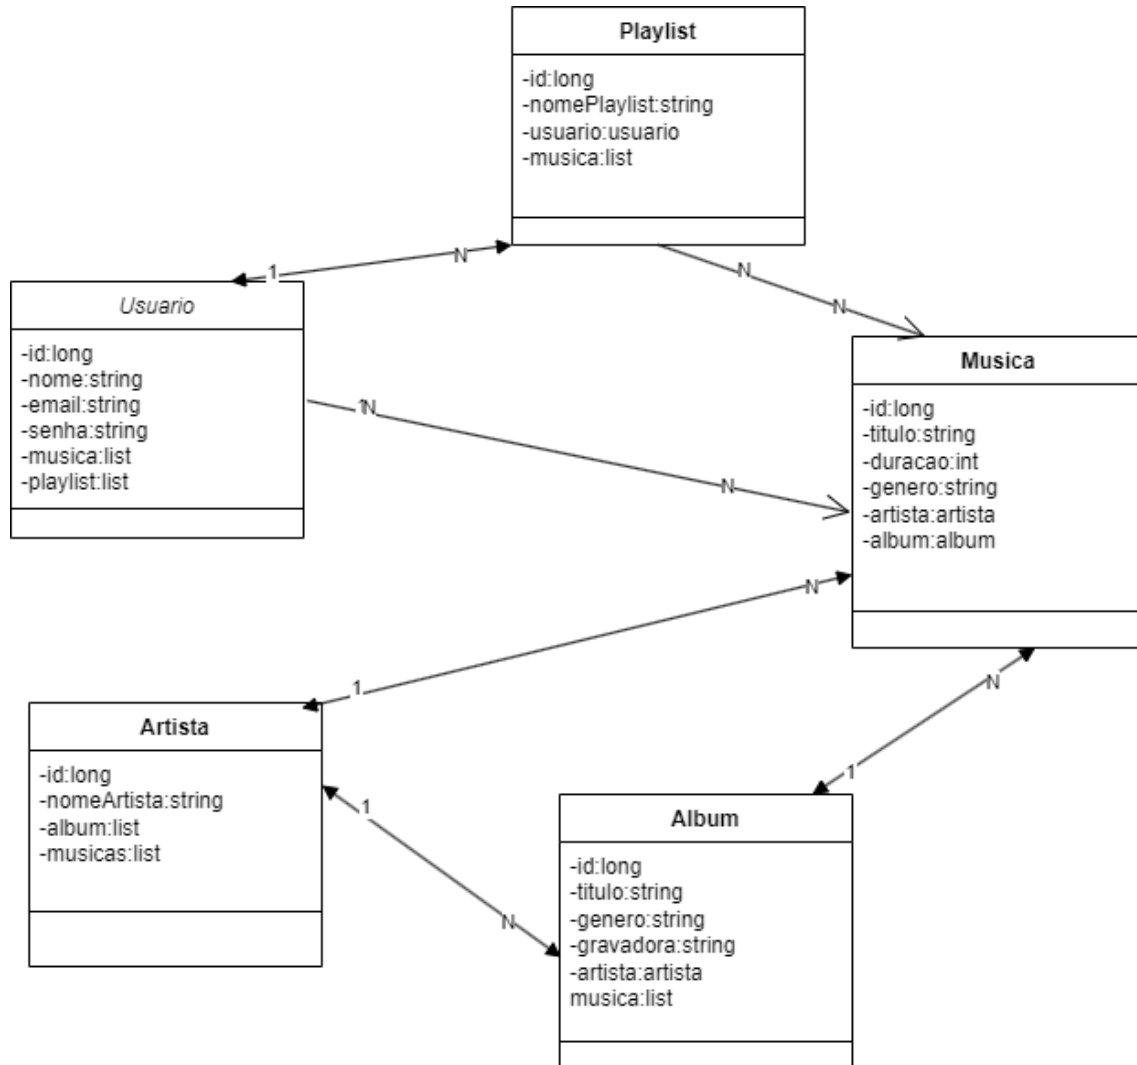 Playlist
-id:long
-nomePlaylist:string
-usuario:usuario
-musica:list
1
N
N
N
Usuario
-id:long
-nome:string
-email:string
-senha:string
-musica:list
-playlist:list
1N
N
Musica
-id:long
-titulo:string
-duracao:int
-genero:string
-artista:artista
-album:album
N
1
N
1
Artista
-id:long
-nomeArtista:string
-album:list
-musicas:list
1
N
Album
-id:long
-titulo:string
-genero:string
-gravadora:string
-artista:artista
musica:list